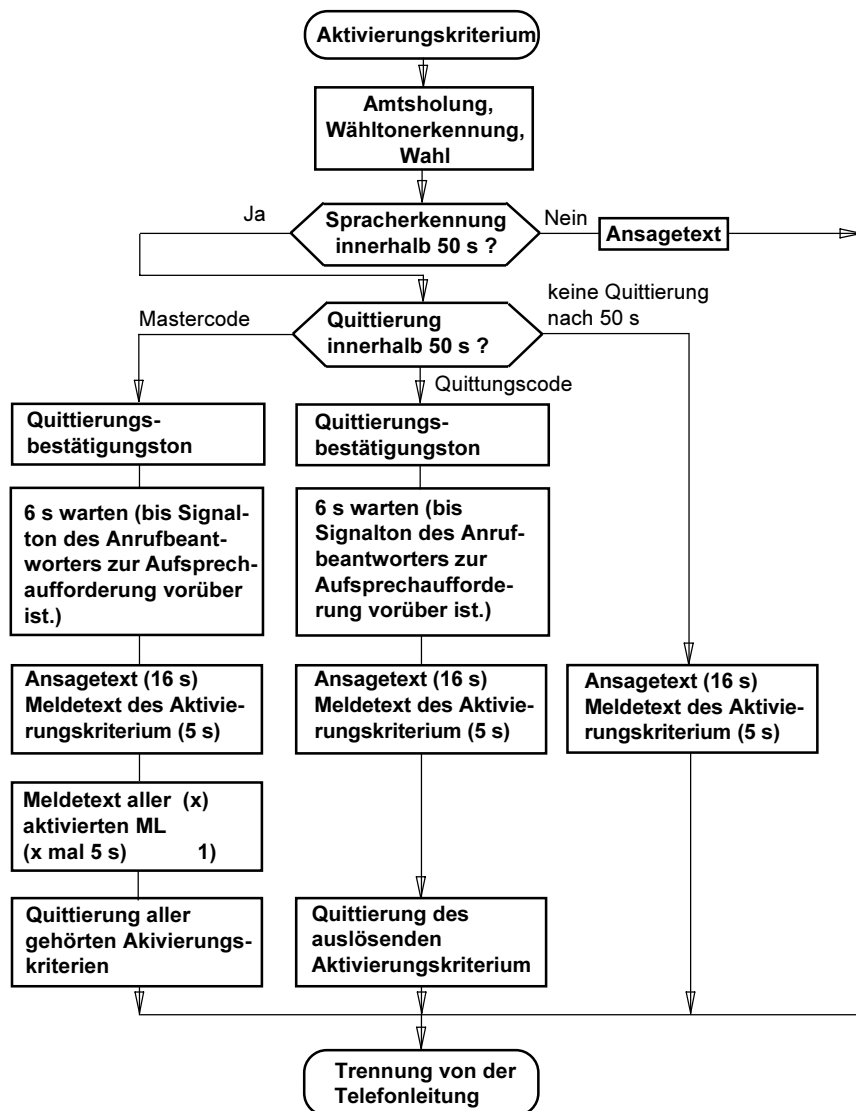 Aktivierungskriterium
Amtsholung,
Wähltonerkennung,
Wahl
Ja
Spracherkennung
innerhalb 50 s ?
Nein
Ansagetext
Mastercode
Quittierung
innerhalb 50 s ?
keine Quittierung
nach 50 s
Quittungscode
Quittierungs-
bestätigungston
6 s warten (bis Signal-
ton des Anrufbeant-
worters zur Aufsprech-
aufforderung vorüber
ist.)
Ansagetext (16 s)
Meldetext des Aktivie-
rungskriterium (5 s)
Meldetext aller (x)
aktivierten ML
(x mal 5 s) 1)
Quittierung aller
gehörten Akivierungs-
kriterien
Quittierungs-
bestätigungston
6 s warten (bis
Signalton des Anruf-
beantworters zur
Aufsprechaufforde-
rung vorüber ist.)
Ansagetext (16 s)
Meldetext des Aktivie-
rungskriterium (5 s)
Quittierung des
auslösenden
Aktivierungskriterium
Ansagetext (16 s)
Meldetext des Aktivie-
rungskriterium (5 s)
Trennung von der
Telefonleitung